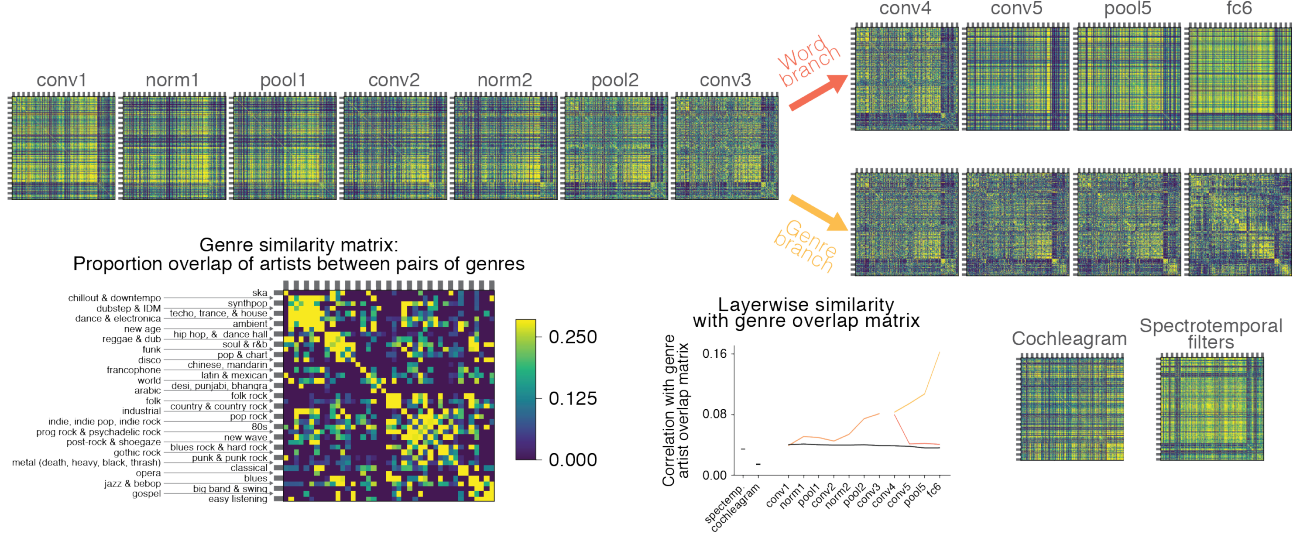 conv4
conv5
pool5
fc6
Word
branch
conv1
norm1
pool1
conv2
norm2
pool2
conv3
Genre
branch
Genre similarity matrix:
Proportion overlap of artists between pairs of genres
ska
chillout & downtempo
synthpop
dubstep & IDM
techo, trance, & house
dance & electronica
ambient
new age
hip hop, & dance hall
reggae & dub
soul & r&b
funk
pop & chart
disco
chinese, mandarin
francophone
latin & mexican
world
desi, punjabi, bhangra
arabic
folk rock
folk
country & country rock
industrial
pop rock
indie, indie pop, indie rock
80s
prog rock & psychadelic rock
new wave
post-rock & shoegaze
blues rock & hard rock
gothic rock
punk & punk rock
metal (death, heavy, black, thrash)
classical
opera
blues
jazz & bebop
big band & swing
gospel
easy listening
0.250
0.125
0.000
Layerwise similarity
with genre overlap matrix
Correlation with genre
artist overlap matrix
0.16
0.08
0.00
spectemp.
cochleagram
conv1
norm1
pool1
conv2
norm2
pool2
conv3
conv4
conv5
pool5
fc6
Cochleagram
Spectrotemporal
filters